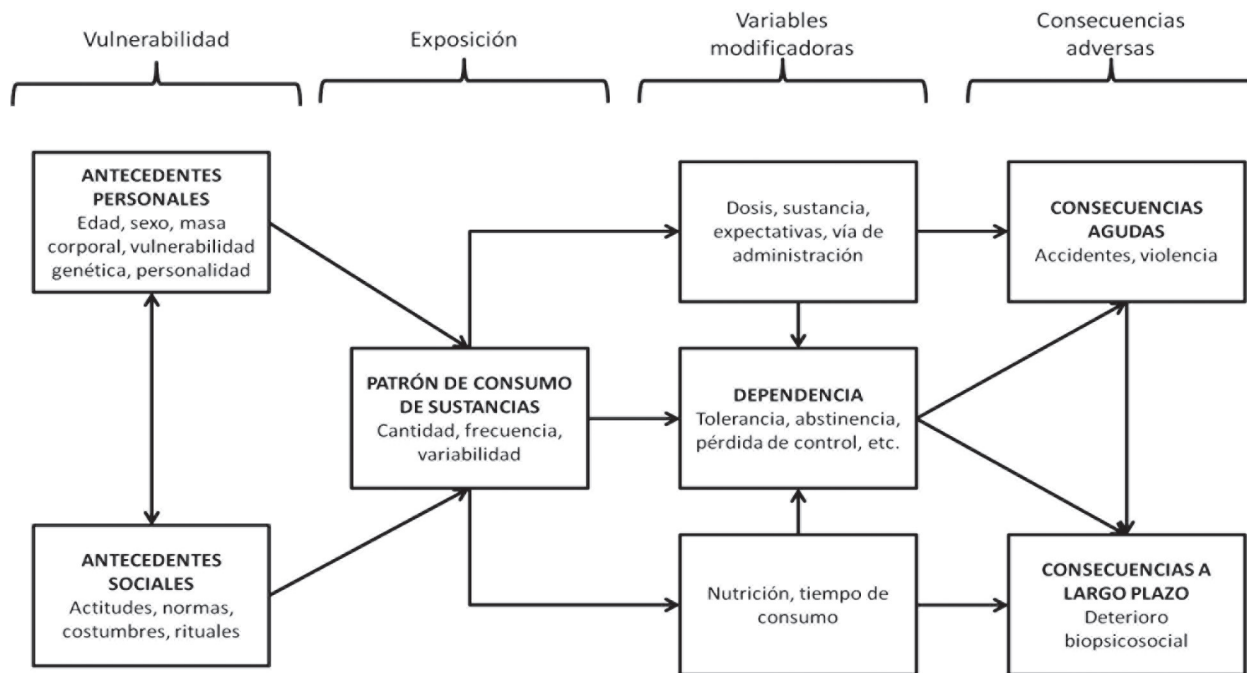 Vulnerabilidad
Exposición
Variables
modificadoras
Consecuencias
adversas
ANTECEDENTES
PERSONALES
Edad, sexo, masa
corporal, vulnerabilidad
genética, personalidad
ANTECEDENTES
SOCIALES
Actitudes, normas,
costumbres, rituales
PATRÓN DE CONSUMO
DE SUSTANCIAS
Cantidad, frecuencia,
variabilidad
Dosis, sustancia,
expectativas, vía de
administración
DEPENDENCIA
Tolerancia, abstinencia,
pérdida de control, etc.
Nutrición, tiempo de
consumo
CONSECUENCIAS
AGUDAS
Accidentes, violencia
CONSECUENCIAS A
LARGO PLAZO
Deterioro
biopsicosocial